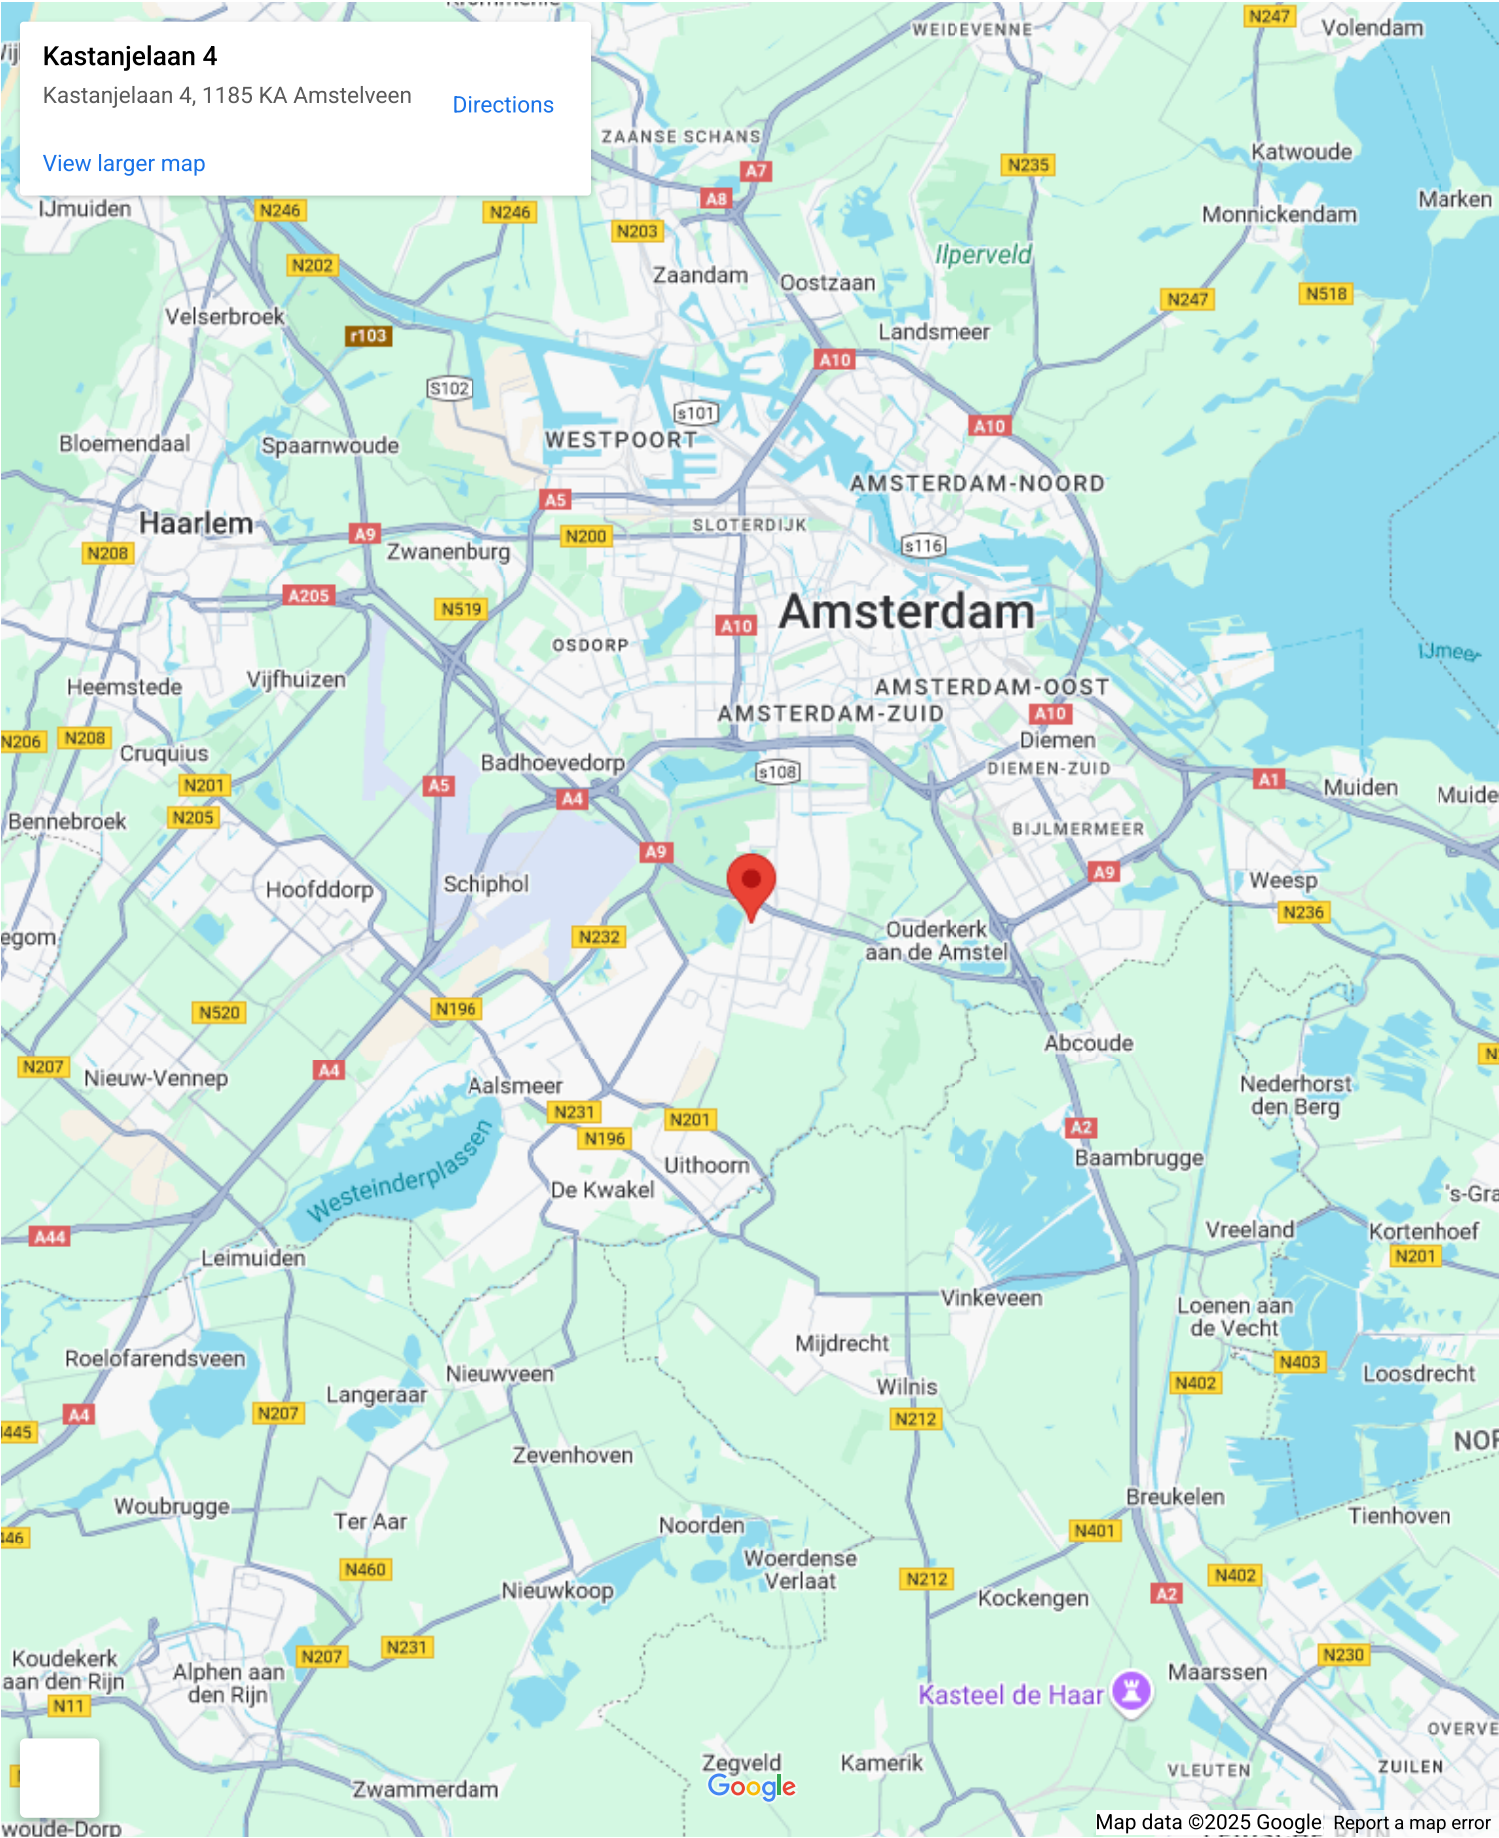 Kastanjelaan 4
Kastanjelaan 4, 1185 KA Amstelveen
Directions
View larger map
WEIDEVENNE
N247
Volendam
ZAANSE SCHANS
A7
A8
N235
Katwoude
Marken
IJmuiden
N246
N246
N203
Monnickendam
Ilperveld
N202
Zaandam
Oostzaan
N247
N518
Velserbroek
r103
Landsmeer
A10
S102
s101
A10
Bloemendaal
Spaarnwoude
WESTPOORT
AMSTERDAM-NOORD
A5
Haarlem
A9
N200
SLOTERDIJK
s116
N208
Zwanenburg
A205
N519
A10
Amsterdam
OSDORP
IJmeer
Heemstede
Vijfhuizen
AMSTERDAM-OOST
AMSTERDAM-ZUID
A10
N206
N208
Cruquius
Diemen
Badhoevedorp
s108
DIEMEN-ZUID
N201
A5
A4
A1
Muiden
Muide
N205
Bennebroek
BIJLMERMEER
A9
A9
Hoofddorp
Schiphol
Weesp
N236
egom
N232
Ouderkerk
aan de Amstel
N520
N196
Abcoude
N207
Nieuw-Vennep
A4
Aalsmeer
Nederhorst
den Berg
N231
N201
N196
A2
Baambrugge
Westeinderplassen
Uithoorn
De Kwakel
's-Gra
A44
Vreeland
Kortenhoef
N201
Leimuiden
Vinkeveen
Loenen aan
de Vecht
Mijdrecht
Roelofarendsveen
N403
Nieuwveen
Langeraar
Wilnis
N402
Loosdrecht
A4
N207
N212
445
Zevenhoven
NOR
Woubrugge
Breukelen
Ter Aar
Noorden
Tienhoven
446
N401
Woerdense
Verlaat
N460
Nieuwkoop
N212
Kockengen
N402
A2
N231
N207
N230
Koudekerk
aan den Rijn
Alphen aan
den Rijn
Maarssen
N11
Kasteel de Haar
OVERVE
Zegveld
Kamerik
VLEUTEN
ZUILEN
Google
Zwammerdam
Map data ©2025 Google
Report a map error
woude-Dorp